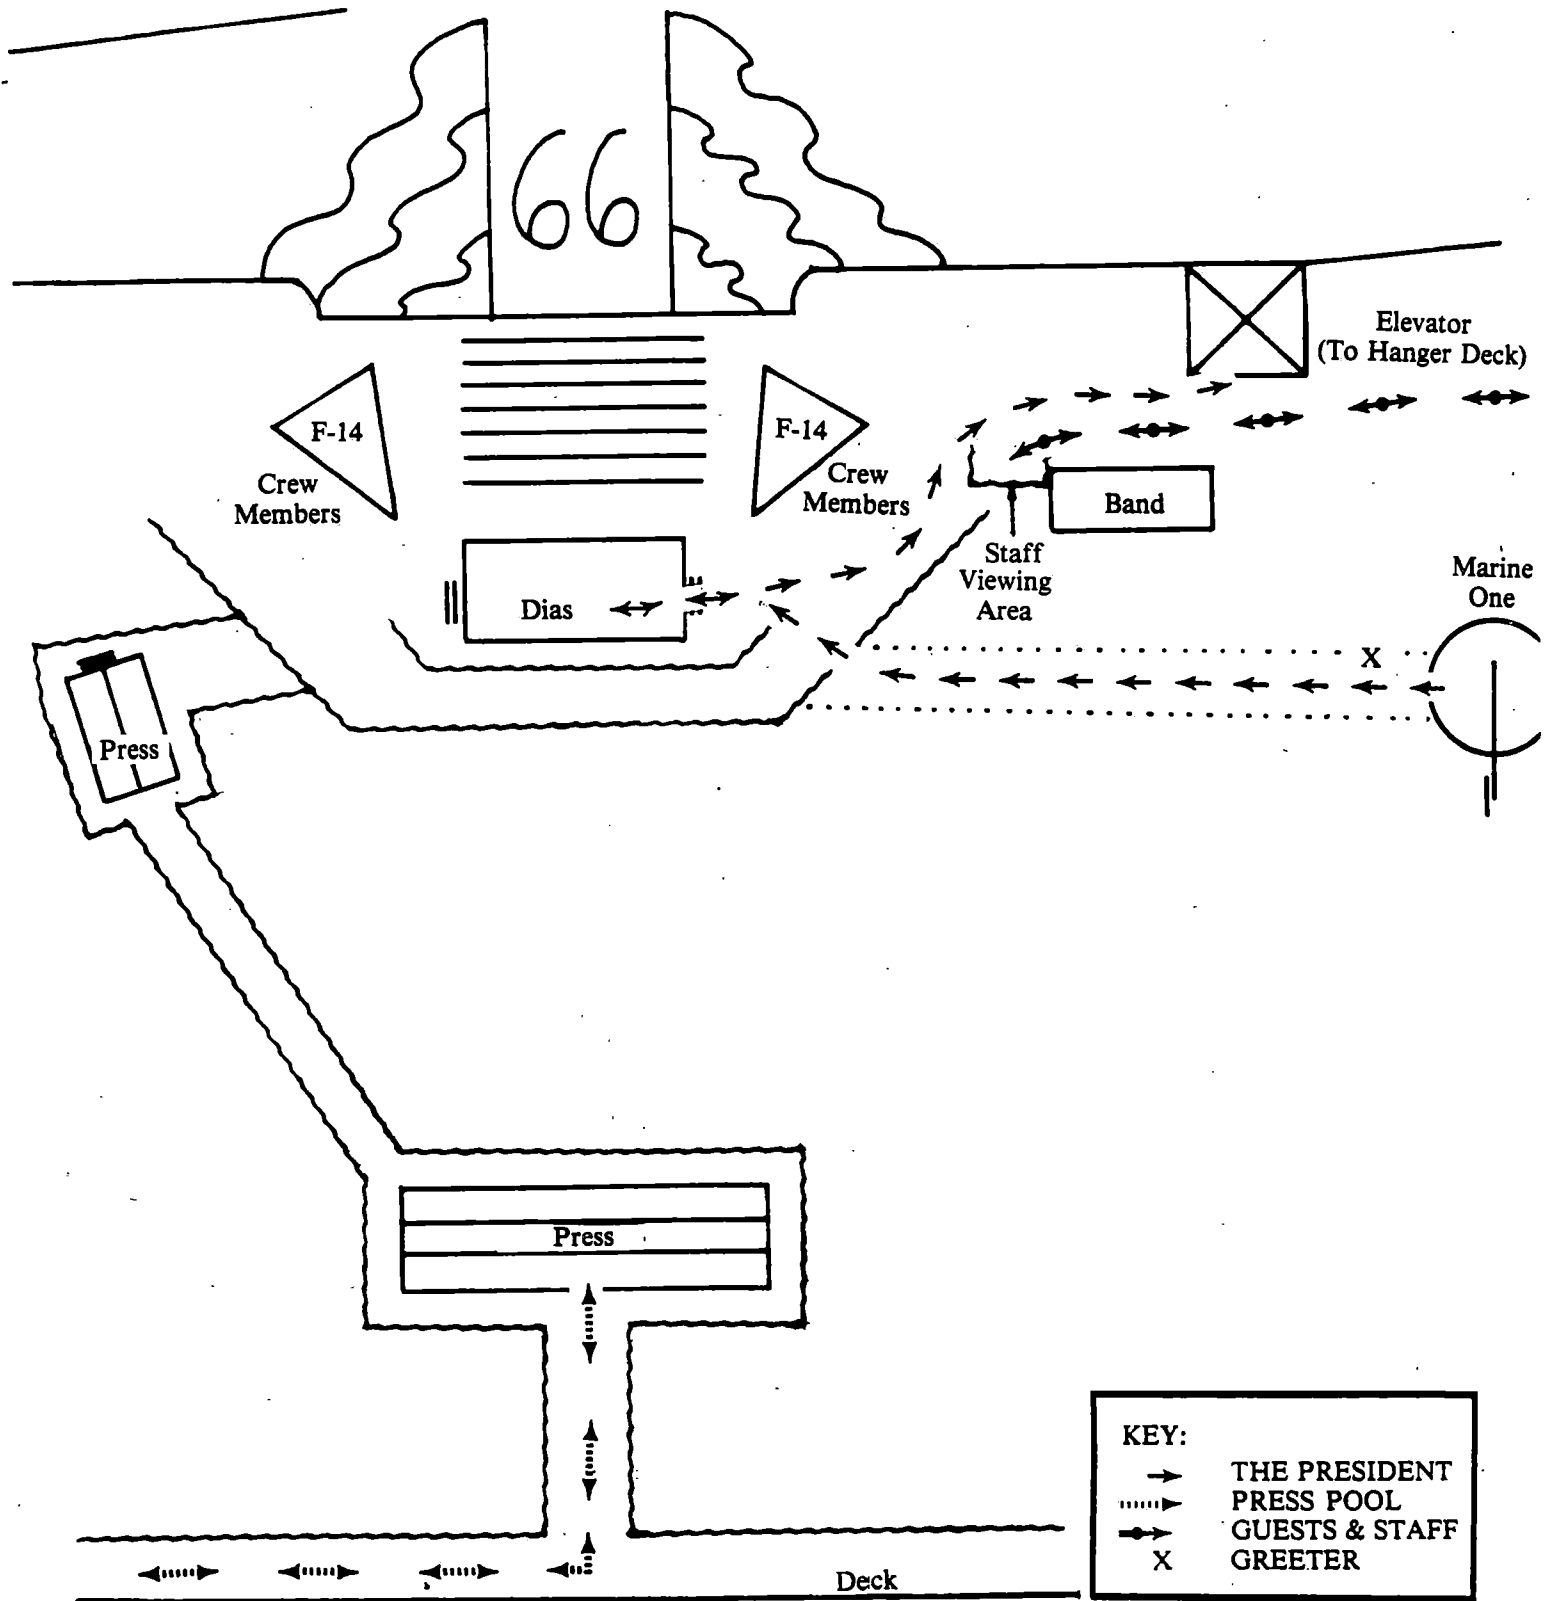 66
Elevator
(To Hanger Deck)
F-14
F-14
Crew
Members
Crew
Members
Band
Staff
Viewing
Area
Marine
One
Dias
X
Press
Press
KEY:
THE PRESIDENT
PRESS POOL
GUESTS & STAFF
X GREETER
Deck